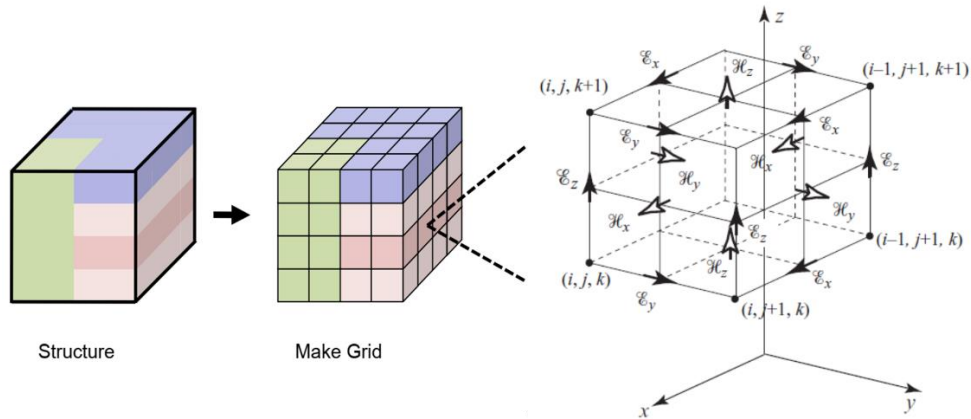 z
ℰx
ℰy
ℋz
(i, j, k+1)
(i–1, j+1, k+1)
ℰy
ℰx
ℋx
ℋy
ℰz
ℰz
ℋx
ℋy
ℰz
ℋz
(i–1, j+1, k)
(i, j, k)
ℰx
ℰy
(i, j+1, k)
Structure
Make Grid
x
y